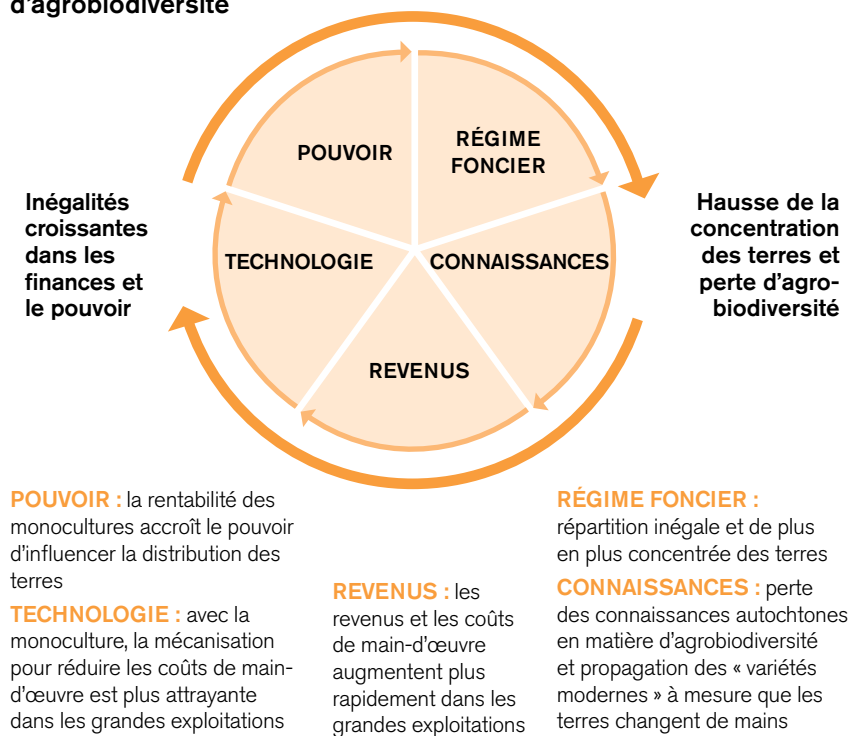 d'agrobiodiversité
POUVOIR
RÉGIME
FONCIER
Inégalités
croissantes
dans les
finances et
le pouvoir
Hausse de la
concentration
des terres et
perte d'agro-
biodiversité
TECHNOLOGIE
CONNAISSANCES
REVENUS
POUVOIR : la rentabilité des
monocultures accroît le pouvoir
d'influencer la distribution des
terres
TECHNOLOGIE : avec la
monoculture, la mécanisation
pour réduire les coûts de main-
d'œuvre est plus attrayante
dans les grandes exploitations
REVENUS : les
revenus et les coûts
de main-d'œuvre
augmentent plus
rapidement dans les
grandes exploitations
RÉGIME FONCIER :
répartition inégale et de plus
en plus concentrée des terres
CONNAISSANCES : perte
des connaissances autochtones
en matière d'agrobiodiversité
et propagation des « variétés
modernes » à mesure que les
terres changent de mains